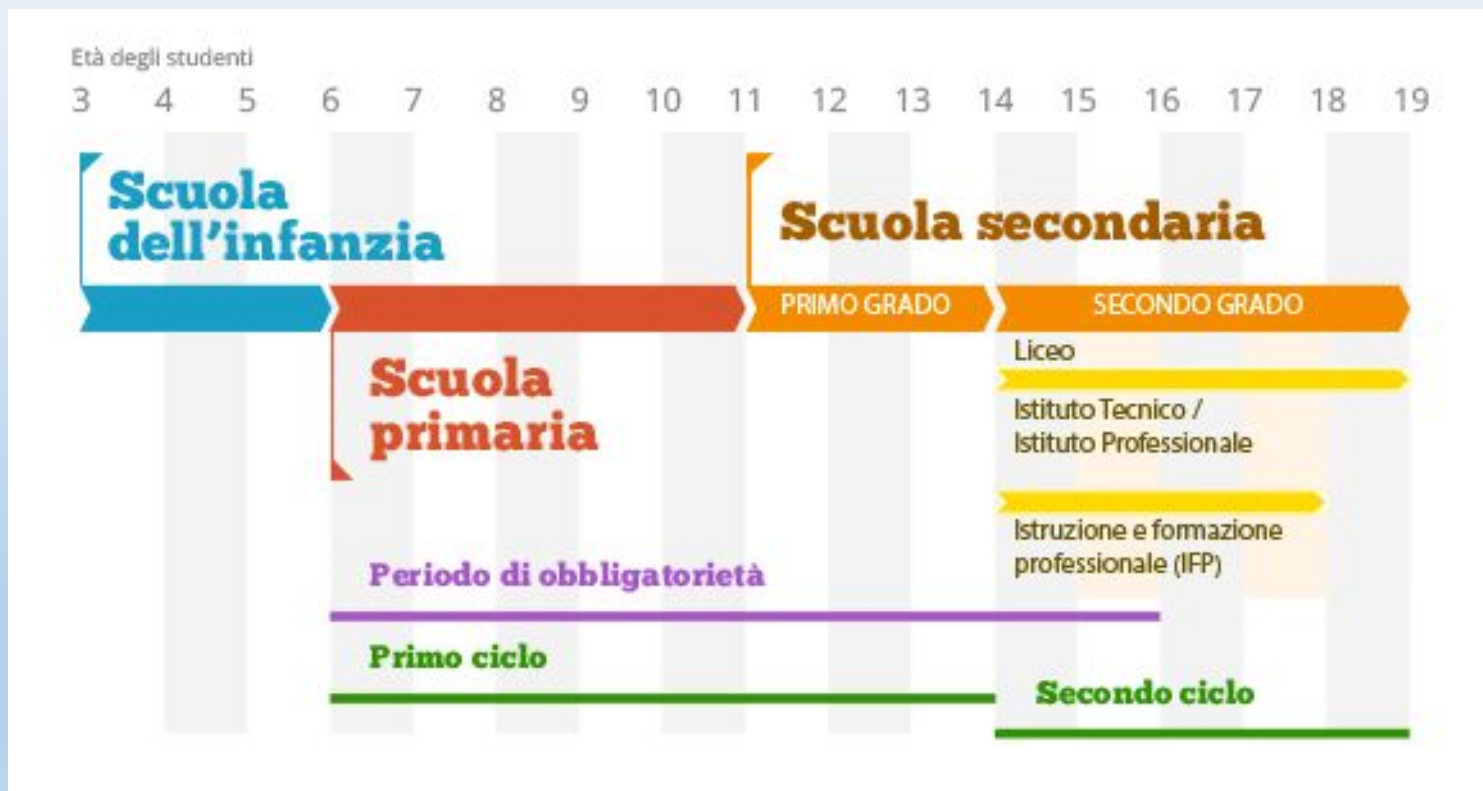 Età degli studenti
3 4 5 6 7 8 9 10 11 12 13 14 15 16 17 18 19
Scuola
dell'infanzia
Scuola secondaria
PRIMO GRADO
SECONDO GRADO
Scuola
primaria
Liceo
Istituto Tecnico /
Istituto Professionale
Istruzione e formazione
professionale (IFP)
Periodo di obbligatorietà
Primo ciclo
Secondo ciclo